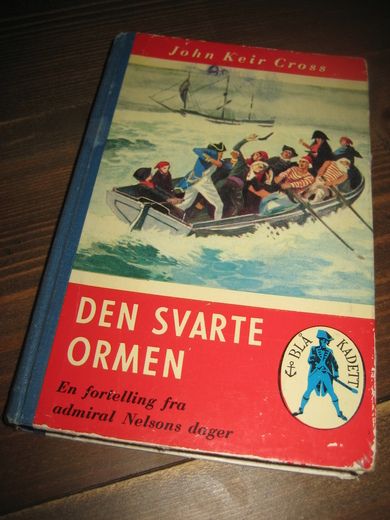 John Keir Cross
DEN SVARTE
ORMEN
En fortelling fra
admiral Nelsons dager
BLÅ
KADETT